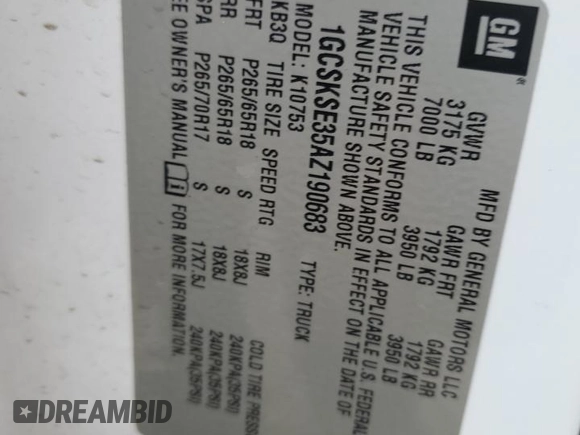 GM
MFD BY GENERAL MOTORS LLC
GVWR GAWR FRT GAWR RR
3175 KG 1792 KG 1792 KG
7000 LB 3950 LB 3950 LB
THIS VEHICLE CONFORMS TO ALL APPLICABLE U.S. FEDERAL
VEHICLE SAFETY STANDARDS IN EFFECT ON THE DATE OF
MANUFACTURE SHOWN ABOVE.
1GCSKSE35AZ190683 TYPE: TRUCK
MODEL: K10753
KB3Q TIRE SIZE SPEED RTG RIM COLD TIRE
FRT P265/65R18 S 18X8J 240KPA(35PSI)
RR P265/65R18 S 18X8J 240KPA(35PSI)
SPA P265/70R17 S 17X7.5J 240KPA(35PSI)
OWNER'S MANUAL FOR MORE INFORMATION.
DREAMBID